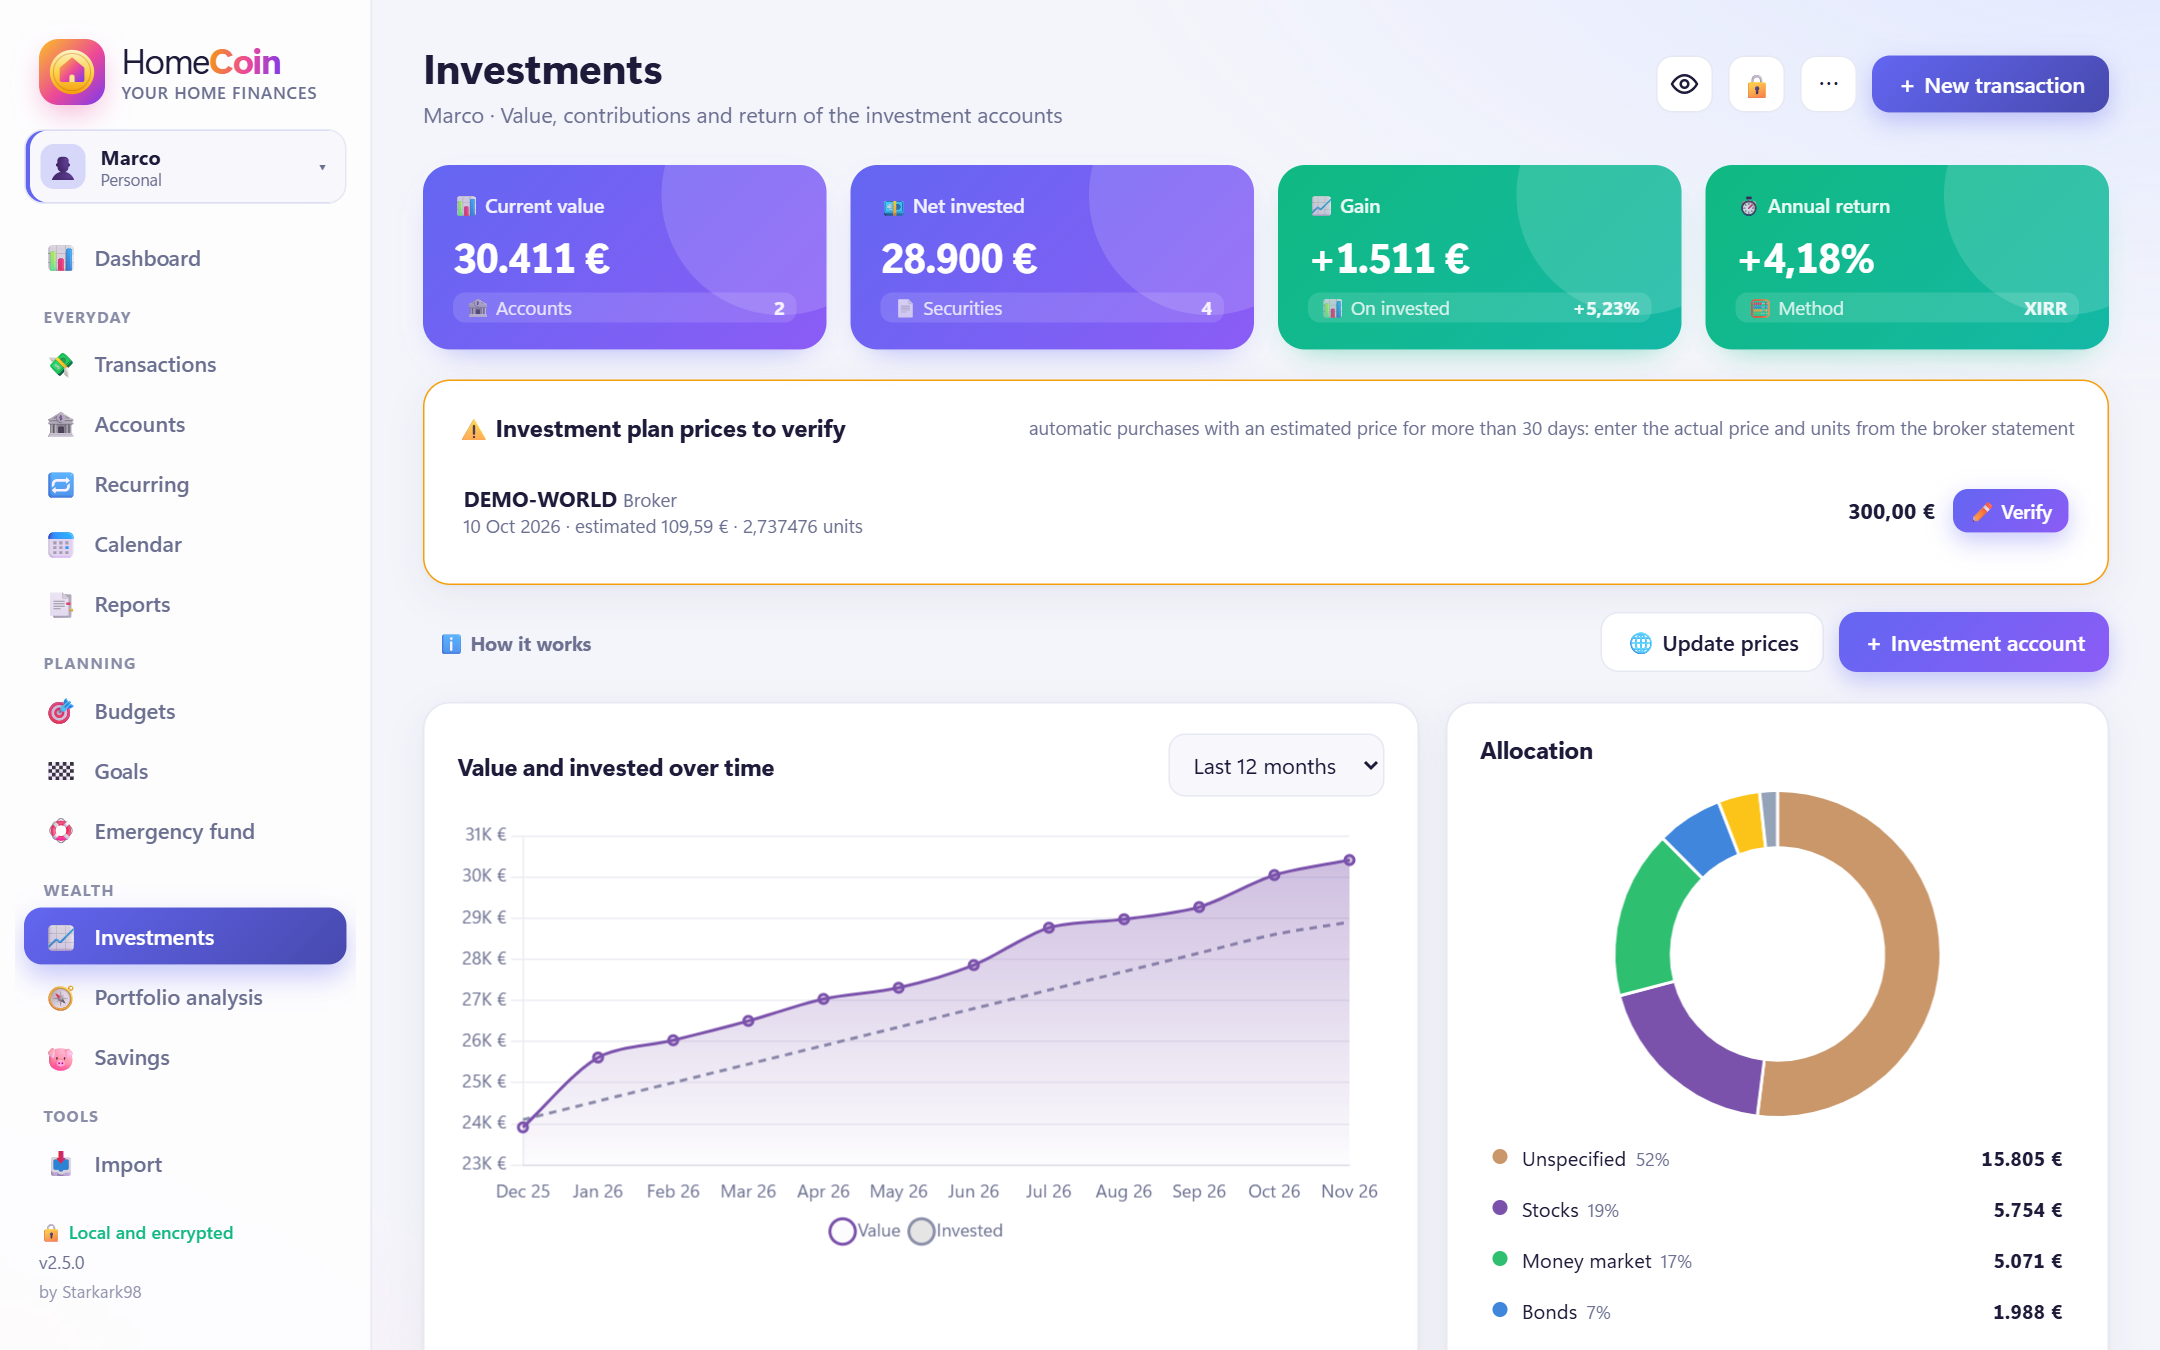 HomeCoin
YOUR HOME FINANCES
Marco
Personal
Dashboard
EVERYDAY
Transactions
Accounts
Recurring
Calendar
Reports
PLANNING
Budgets
Goals
Emergency fund
WEALTH
Investments
Portfolio analysis
Savings
TOOLS
Import
Local and encrypted
v2.5.0
by Starkark98
Investments
Marco · Value, contributions and return of the investment accounts
···
+ New transaction
Current value
30.411 €
Accounts 2
Net invested
28.900 €
Securities 4
Gain
+1.511 €
On invested +5,23%
Annual return
+4,18%
Method XIRR
Investment plan prices to verify
automatic purchases with an estimated price for more than 30 days: enter the actual price and units from the broker statement
DEMO-WORLD Broker
10 Oct 2026 · estimated 109,59 € · 2,737476 units
300,00 €
Verify
How it works
Update prices
+ Investment account
Value and invested over time
Last 12 months
31K €
30K €
29K €
28K €
27K €
26K €
25K €
24K €
23K €
Dec 25 Jan 26 Feb 26 Mar 26 Apr 26 May 26 Jun 26 Jul 26 Aug 26 Sep 26 Oct 26 Nov 26
Value Invested
Allocation
Unspecified 52% 15.805 €
Stocks 19% 5.754 €
Money market 17% 5.071 €
Bonds 7% 1.988 €